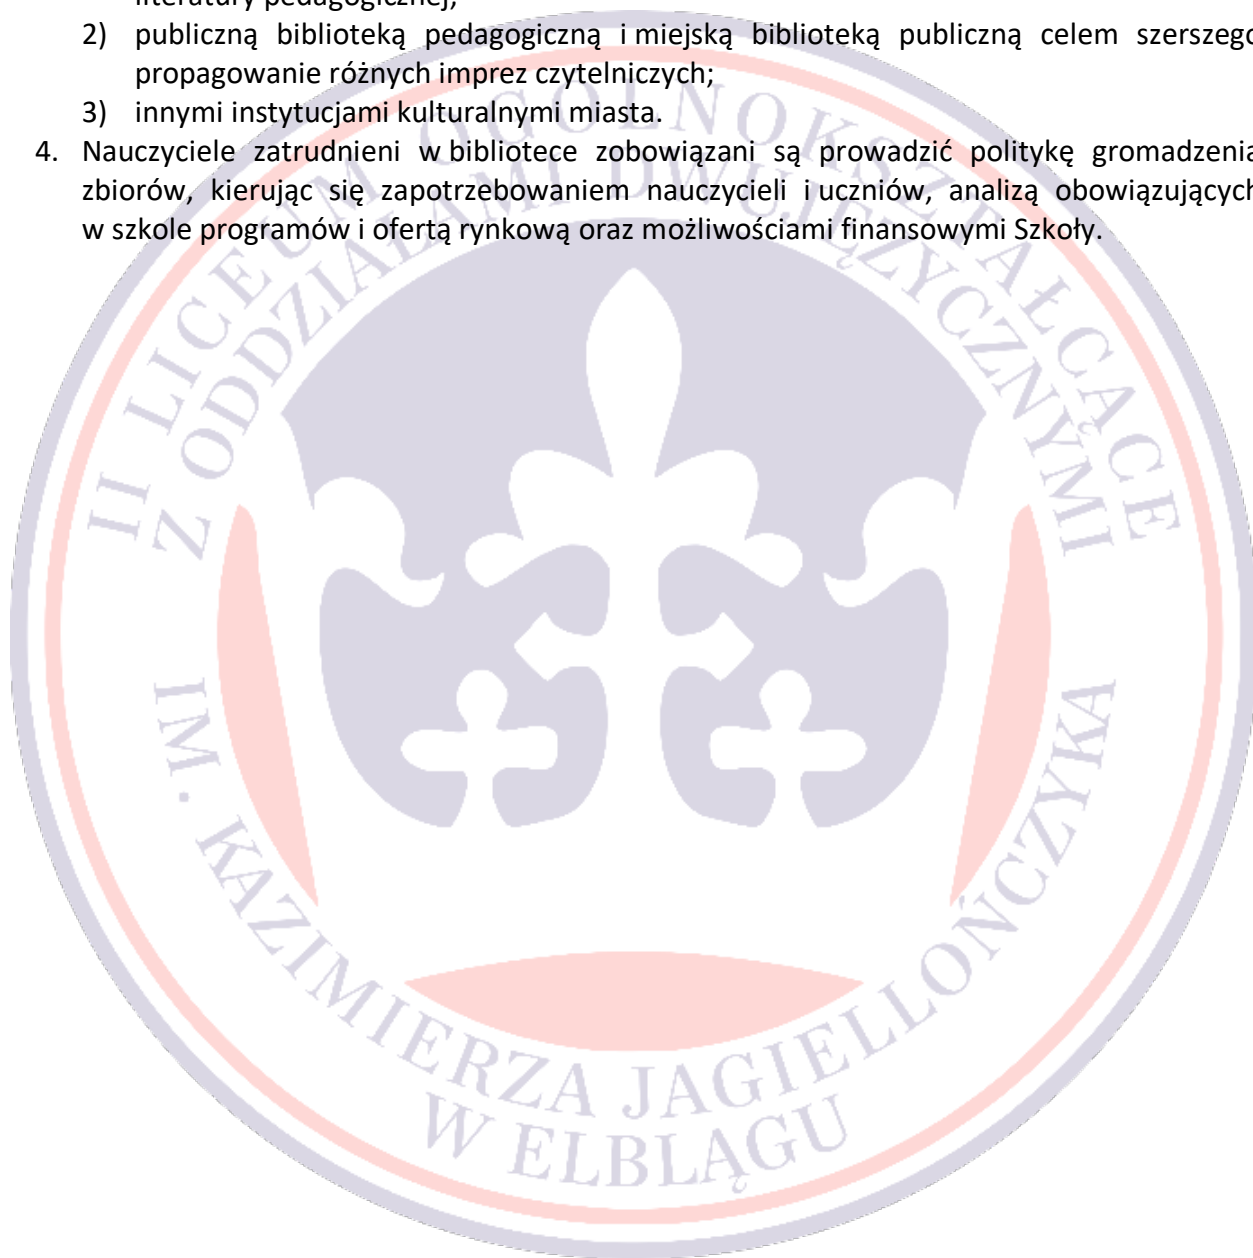 literatury pedagogicznej;
2) publiczną biblioteką pedagogiczną i miejską biblioteką publiczną celem szerszego
propagowanie różnych imprez czytelniczych;
3) innymi instytucjami kulturalnymi miasta.
4. Nauczyciele zatrudnieni w bibliotece zobowiązani są prowadzić politykę gromadzenia
zbiorów, kierując się zapotrzebowaniem nauczycieli i uczniów, analizą obowiązujących
w szkole programów i ofertą rynkową oraz możliwościami finansowymi Szkoły.
II LICEUM OGÓLNOKSZTAŁCĄCE
Z ODDZIAŁAMI DWUJĘZYCZNYMI
IM. KAZIMIERZA JAGIELLOŃCZYKA
W ELBLĄGU